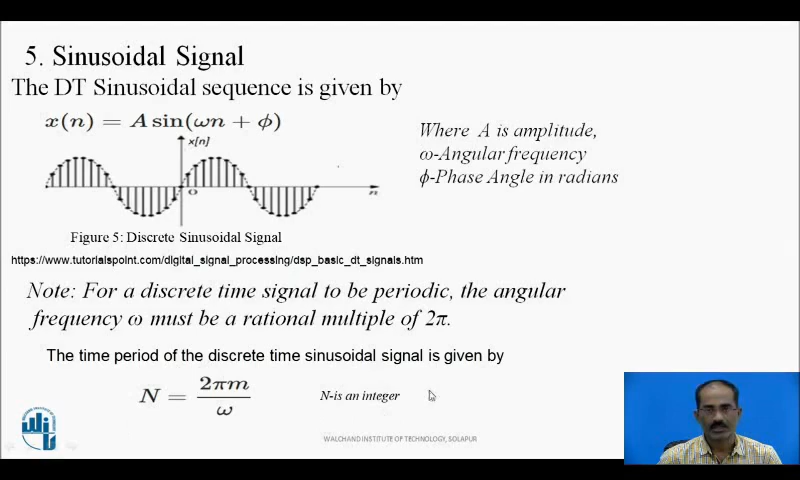 5. Sinusoidal Signal
The DT Sinusoidal sequence is given by
x(n) = A sin(ωn + ϕ)
Where A is amplitude,
ω-Angular frequency
ϕ-Phase Angle in radians
x[n]
O
n
Figure 5: Discrete Sinusoidal Signal
https://www.tutorialspoint.com/digital_signal_processing/dsp_basic_dt_signals.htm
Note: For a discrete time signal to be periodic, the angular
frequency ω must be a rational multiple of 2π.
The time period of the discrete time sinusoidal signal is given by
N = 2πm / ω
N-is an integer
WALCHAND INSTITUTE OF TECHNOLOGY, SOLAPUR